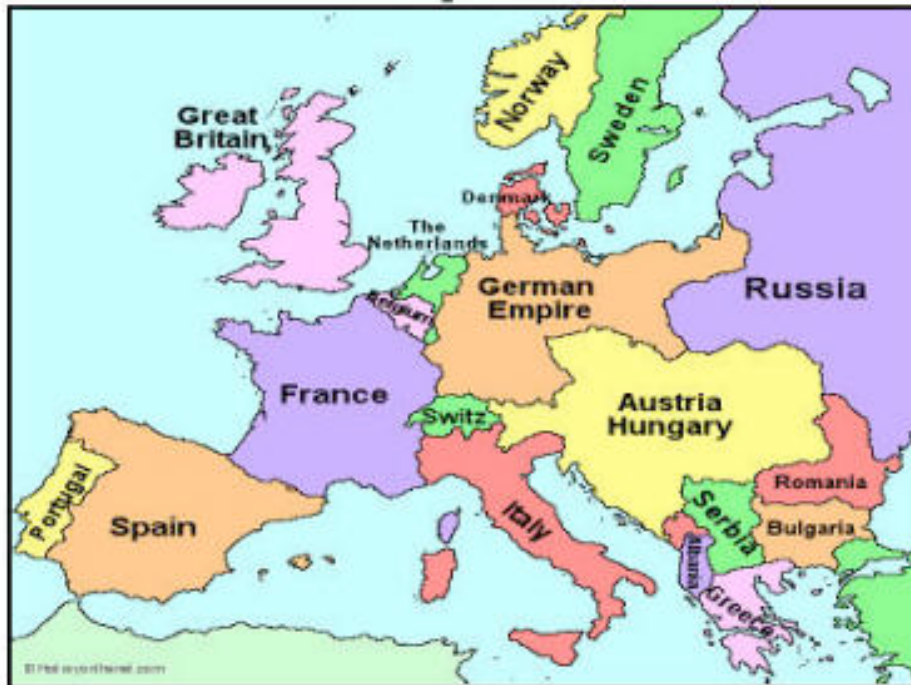 Great
Britain
Norway
Sweden
Denmark
The
Netherlands
Belgium
German
Empire
Russia
France
Switz
Austria
Hungary
Portugal
Spain
Italy
Romania
Serbia
Bulgaria
Albania
Greece